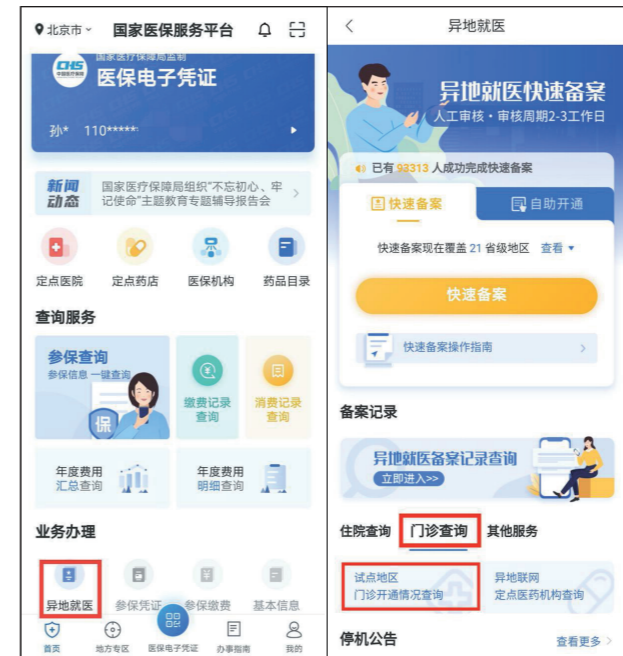 北京市
国家医保服务平台
CHS
国家医疗保障局监制
医保电子凭证
孙* 110*****:
新闻
动态
国家医疗保障局组织“不忘初心、牢
记使命”主题教育专题辅导报告会
定点医院
定点药店
医保机构
药品目录
查询服务
参保查询
参保信息 一键查询
保
缴费记录
查询
消费记录
查询
年度费用
汇总查询
年度费用
明细查询
业务办理
异地就医
参保凭证
参保缴费
基本信息
首页
地方专区
医保电子凭证
办事指南
我的
异地就医
异地就医快速备案
人工审核·审核周期2-3工作日
已有 93313 人成功完成快速备案
快速备案
自助开通
快速备案现在覆盖 21 省级地区 查看
快速备案
快速备案操作指南
备案记录
异地就医备案记录查询
立即进入>>
住院查询
门诊查询
其他服务
试点地区
门诊开通情况查询
异地联网
定点医药机构查询
停机公告
查看更多